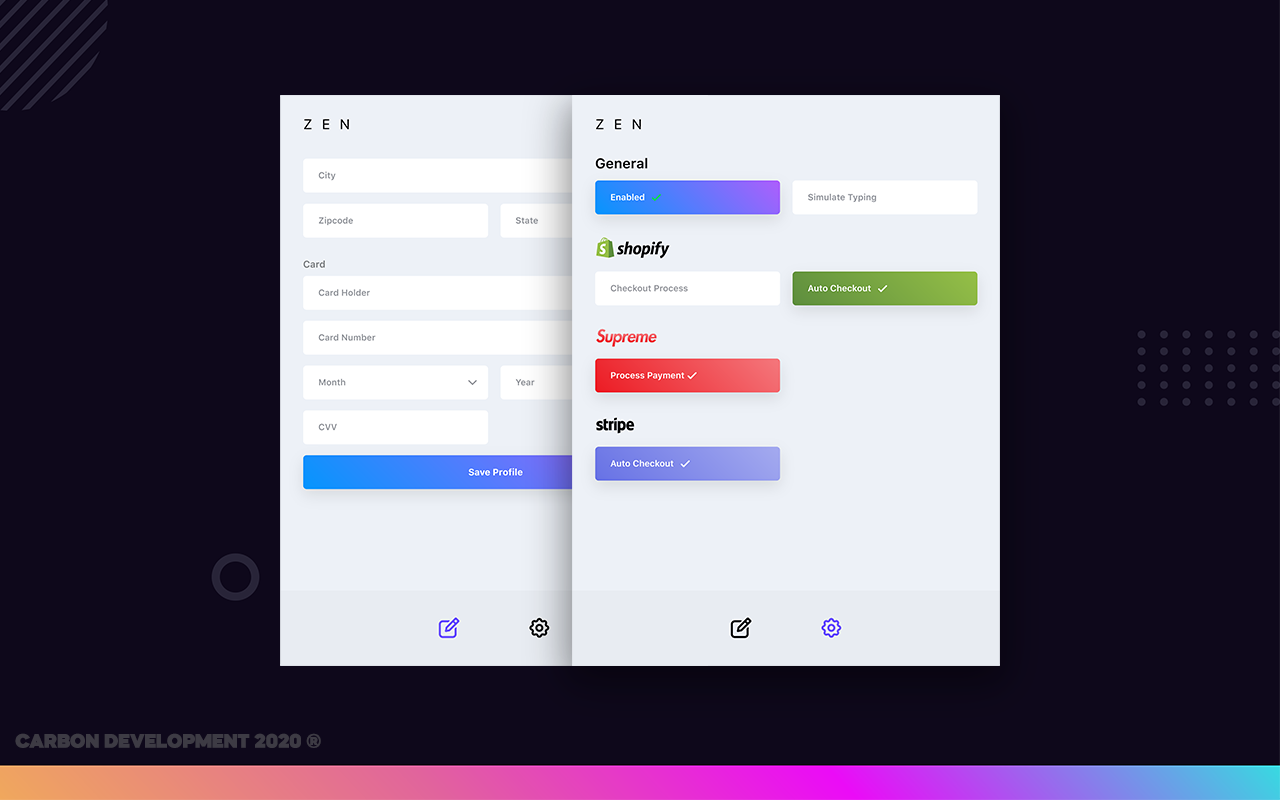 Z E N
City
Zipcode State
Card
Card Holder
Card Number
Month Year
CVV
Save Profile
Z E N
General
Enabled Simulate Typing
shopify
Checkout Process Auto Checkout
Supreme
Process Payment
stripe
Auto Checkout
CARBON DEVELOPMENT 2020 ®